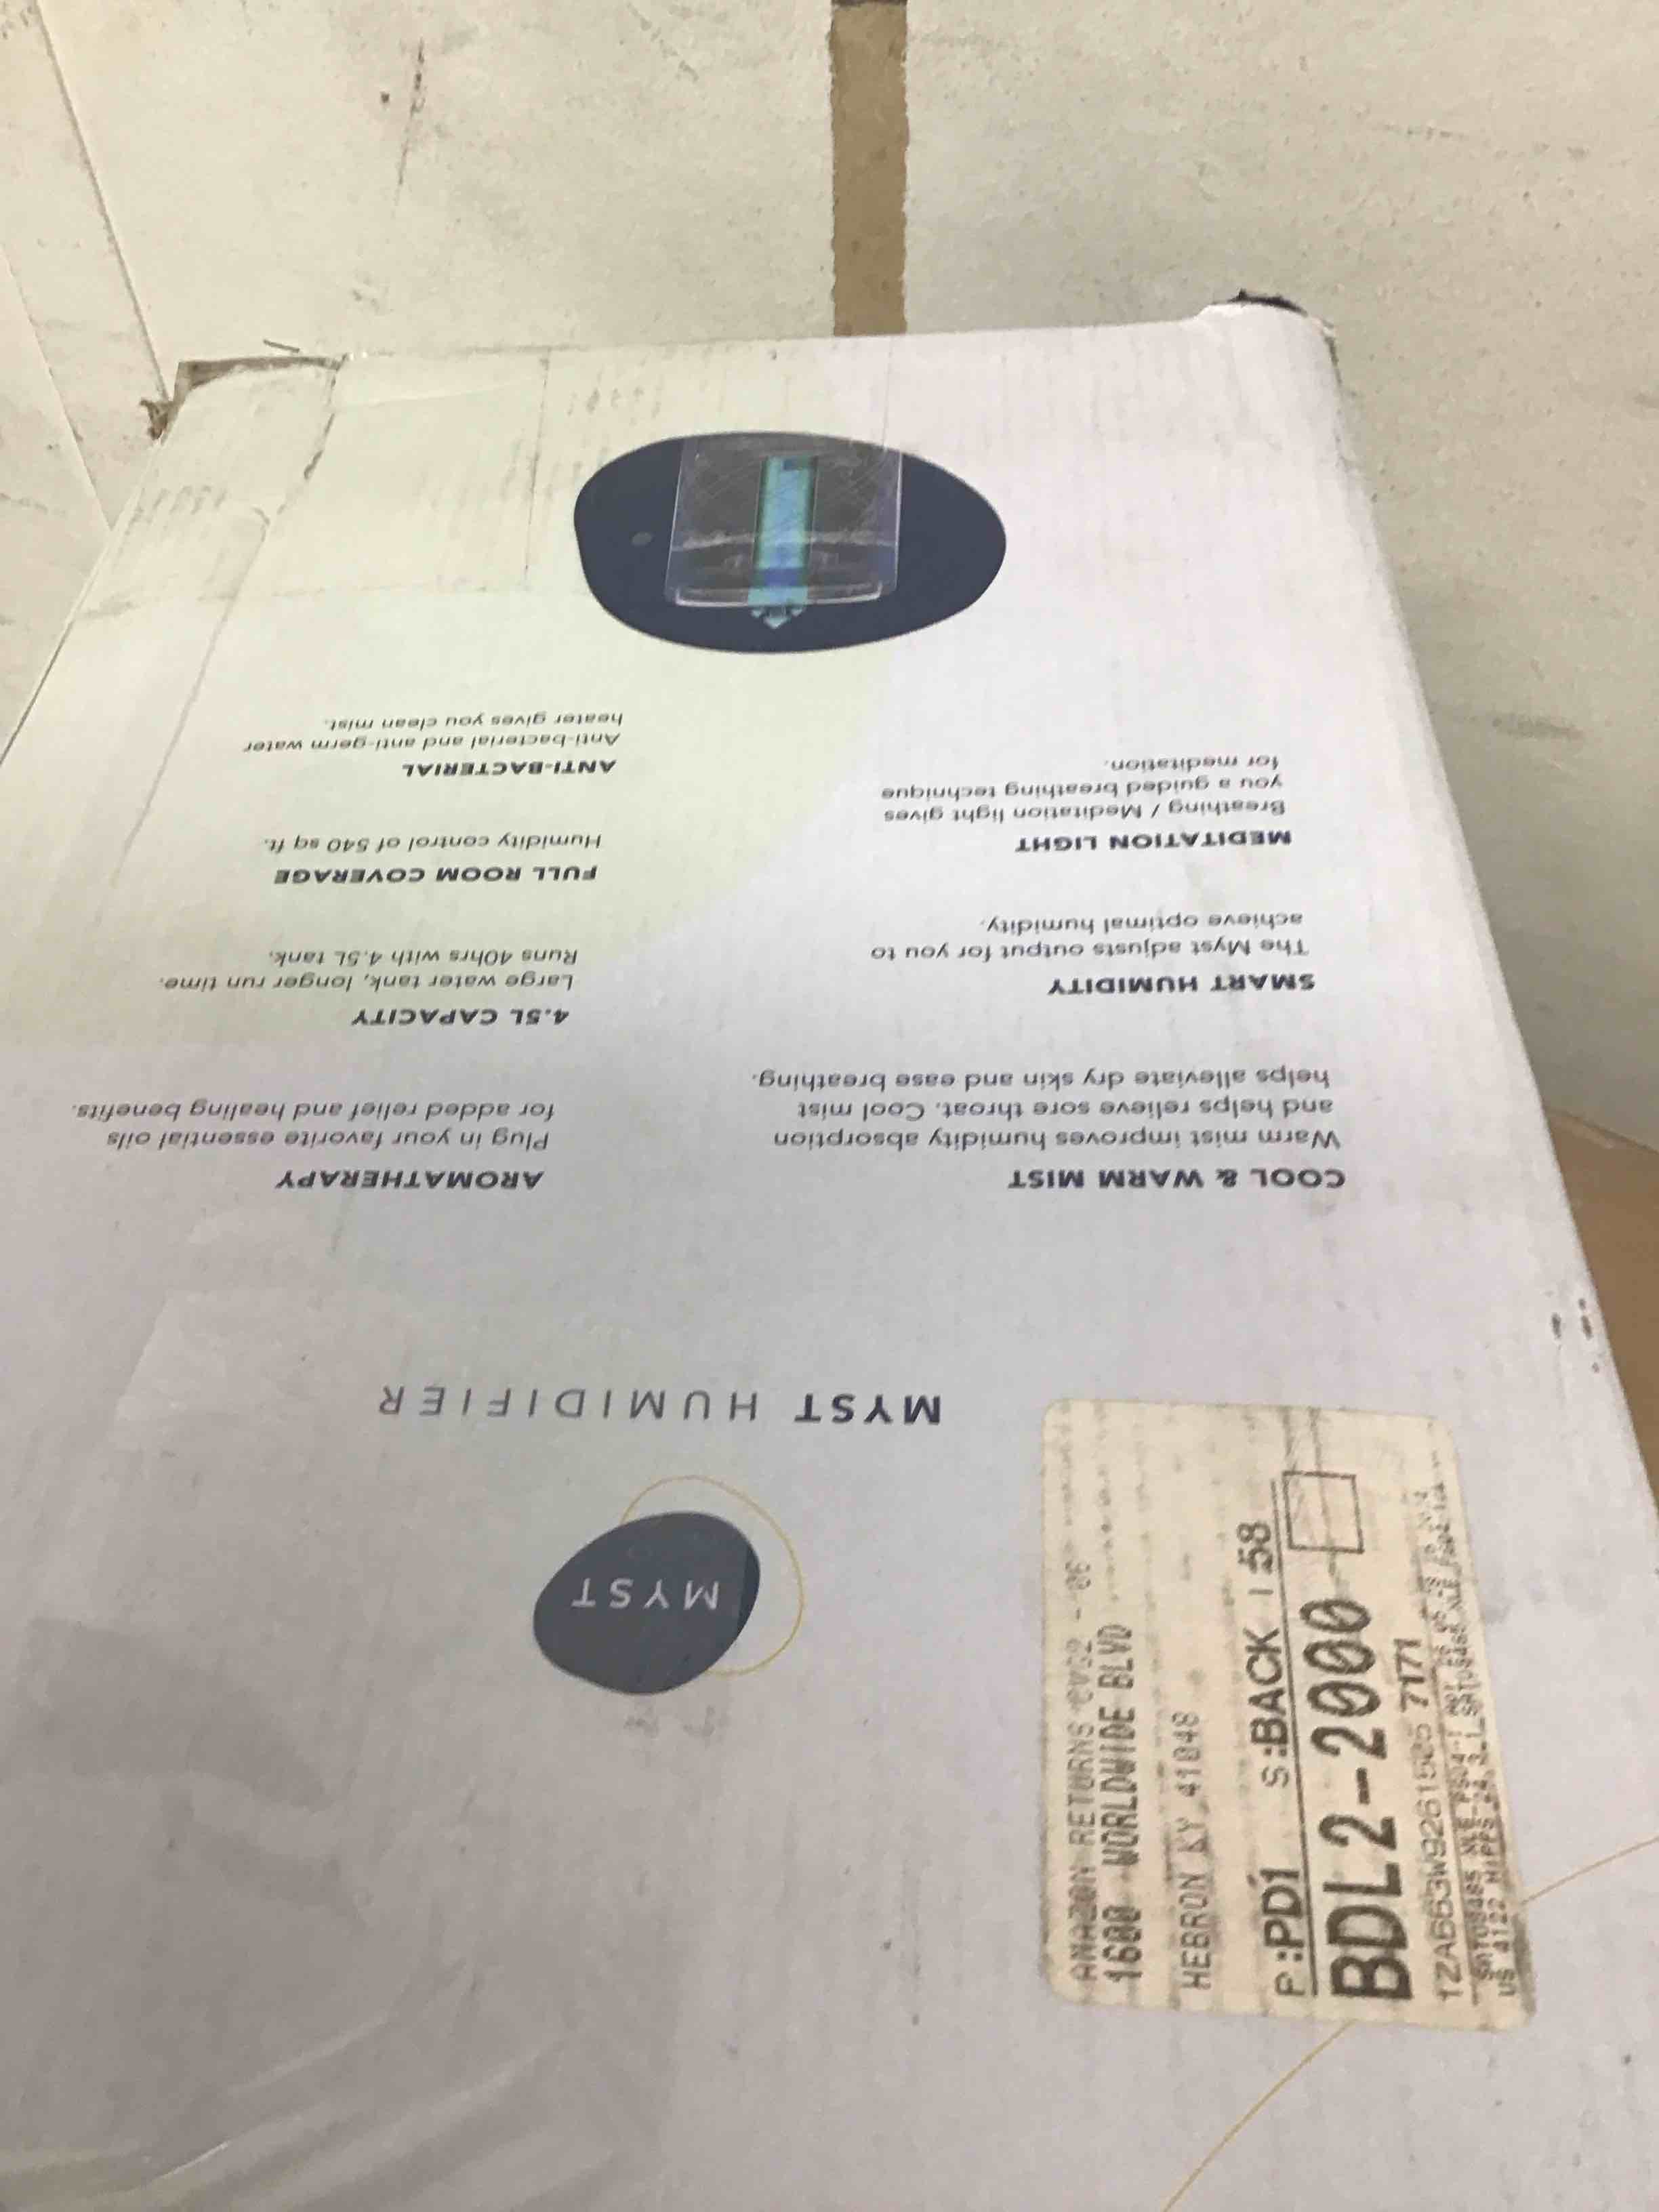 MYST
MYST HUMIDIFIER
COOL & WARM MIST
Warm mist improves humidity absorption
and helps relieve sore throat. Cool mist
helps alleviate dry skin and ease breathing.
SMART HUMIDITY
The Myst adjusts output for you to
achieve optimal humidity.
MEDITATION LIGHT
Breathing / Meditation light gives
you a guided breathing technique
for meditation.
AROMATHERAPY
Plug in your favorite essential oils
for added relief and healing benefits.
4.5L CAPACITY
Large water tank, longer run time.
Runs 40hrs with 4.5L tank.
FULL ROOM COVERAGE
Humidity control of 540 sq ft.
ANTI-BACTERIAL
Anti-bacterial and anti-germ water
heater gives you clean mist.
AMAZON RETURNS
1600 WORLDWIDE BLVD
HEBRON KY 41048
P:PD1 S:BACK I 58
BDL2-2000
7171